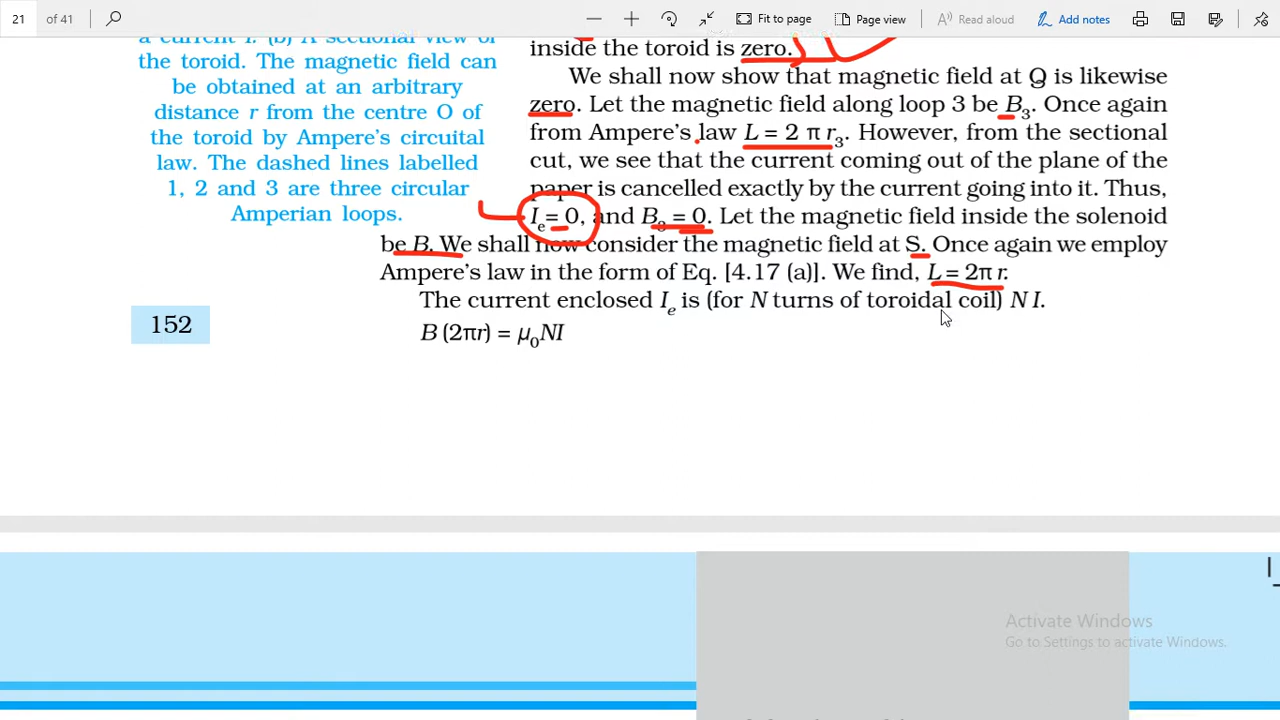 21 of 41
Fit to page
Page view
Read aloud
Add notes
a current I. (b) A sectional view of
the toroid. The magnetic field can
be obtained at an arbitrary
distance r from the centre O of
the toroid by Ampere's circuital
law. The dashed lines labelled
1, 2 and 3 are three circular
Amperian loops.
inside the toroid is zero.
We shall now show that magnetic field at Q is likewise
zero. Let the magnetic field along loop 3 be B₃. Once again
from Ampere's law L = 2 π r₃. However, from the sectional
cut, we see that the current coming out of the plane of the
paper is cancelled exactly by the current going into it. Thus,
Iₑ = 0, and B₃ = 0. Let the magnetic field inside the solenoid
be B. We shall now consider the magnetic field at S. Once again we employ
Ampere's law in the form of Eq. [4.17 (a)]. We find, L = 2π r.
The current enclosed Iₑ is (for N turns of toroidal coil) N I.
B (2πr) = μ₀NI
152
Activate Windows
Go to Settings to activate Windows.